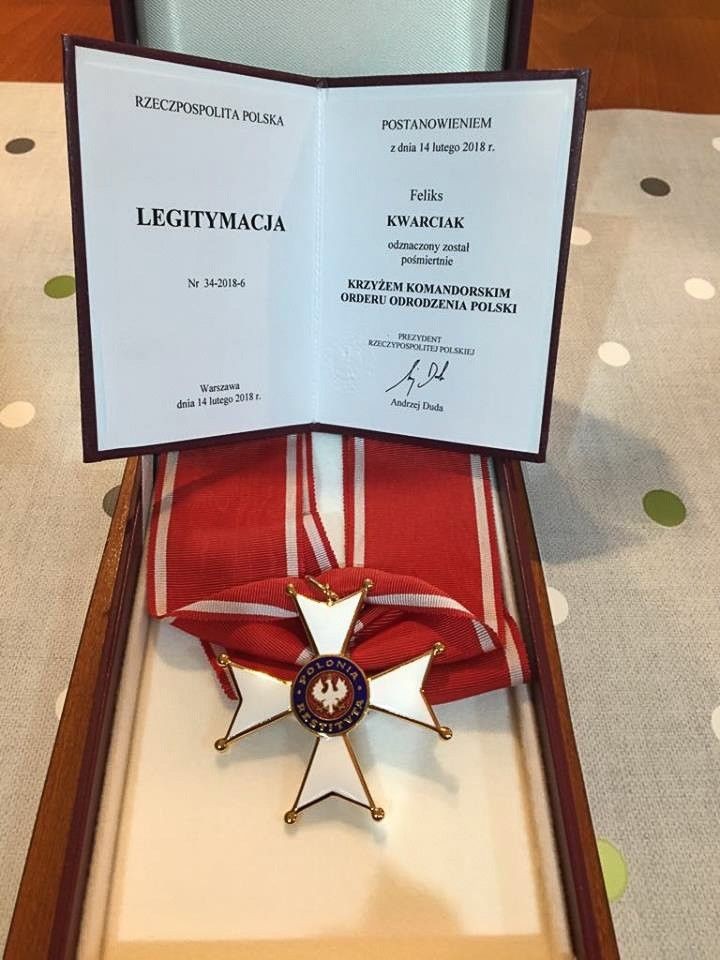 RZECZPOSPOLITA POLSKA
LEGITYMACJA
Nr 34-2018-6
Warszawa
dnia 14 lutego 2018 r.
POSTANOWIENIEM
z dnia 14 lutego 2018 r.
Feliks
KWARCIAK
odznaczony został
pośmiertnie
KRZYŻEM KOMANDORSKIM
ORDERU ODRODZENIA POLSKI
PREZYDENT
RZECZYPOSPOLITEJ POLSKIEJ
Andrzej Duda
POLONIA
RESTITVTA